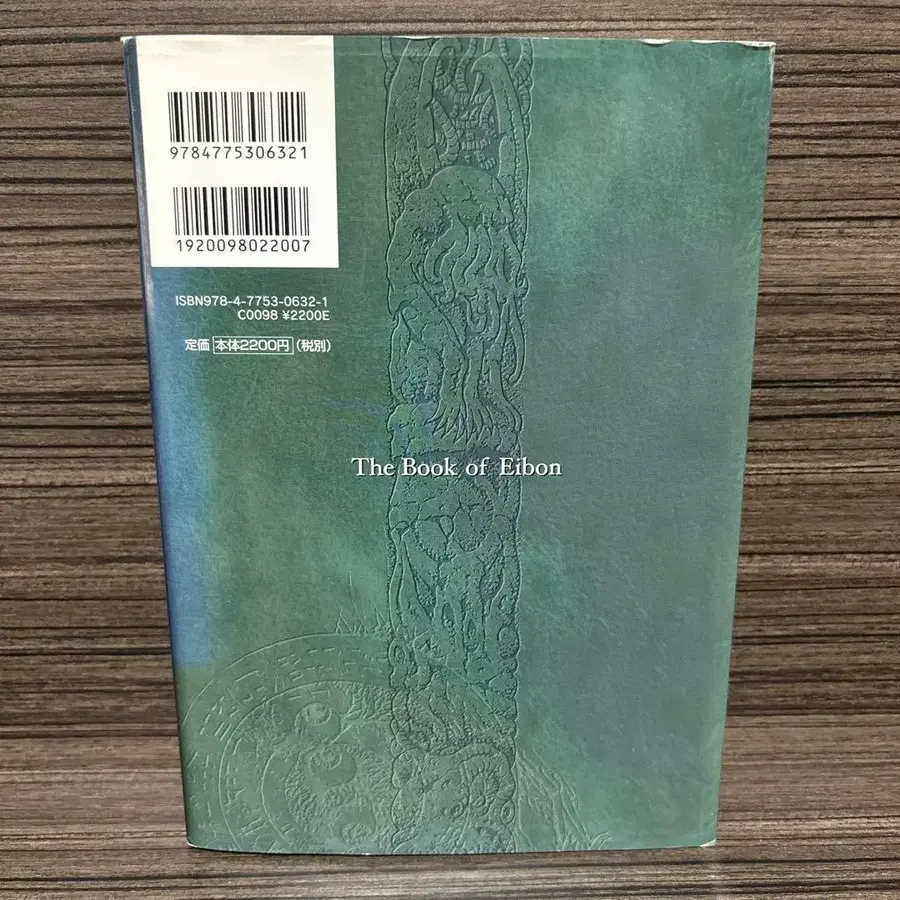 9784775306321
1920098022007
ISBN978-4-7753-0632-1
C0098 ¥2200E
定価 本体2200円 (税別)
The Book of Eibon